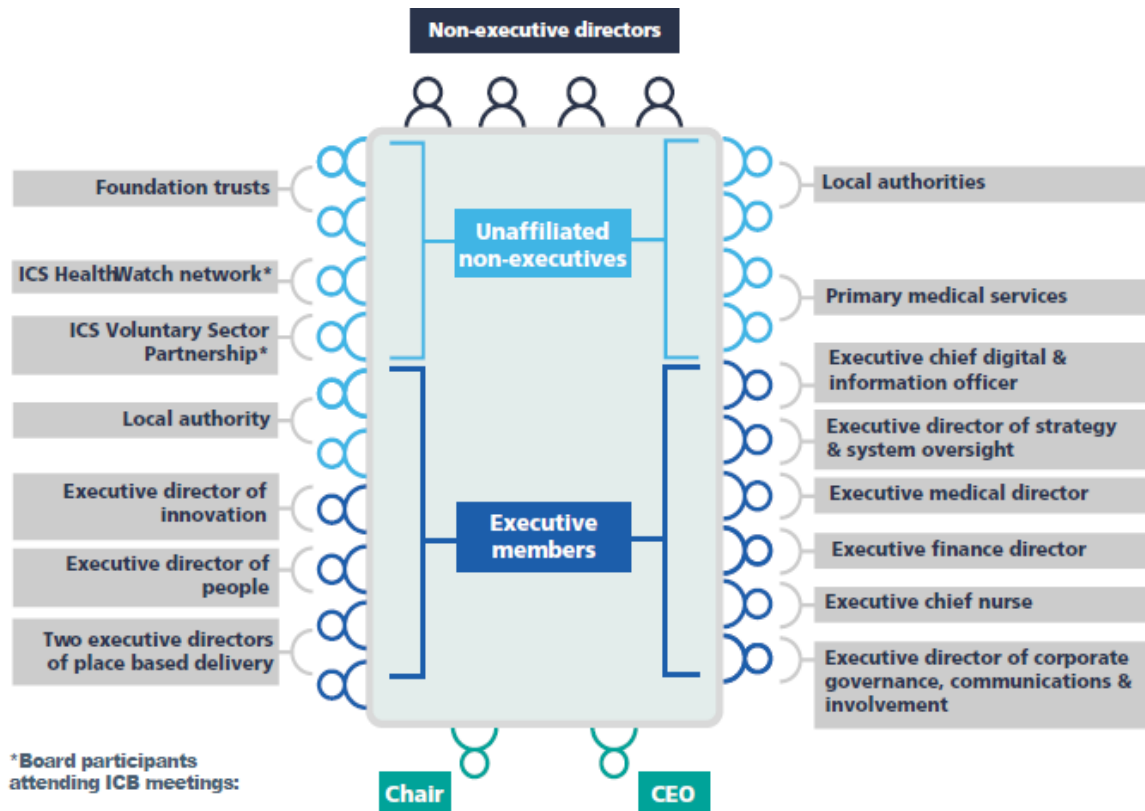 Non-executive directors
Foundation trusts
ICS HealthWatch network*
ICS Voluntary Sector
Partnership*
Local authority
Executive director of
innovation
Executive director of
people
Two executive directors
of place based delivery
Unaffiliated
non-executives
Executive
members
Local authorities
Primary medical services
Executive chief digital &
information officer
Executive director of strategy
& system oversight
Executive medical director
Executive finance director
Executive chief nurse
Executive director of corporate
governance, communications &
involvement
*Board participants
attending ICB meetings:
Chair
CEO